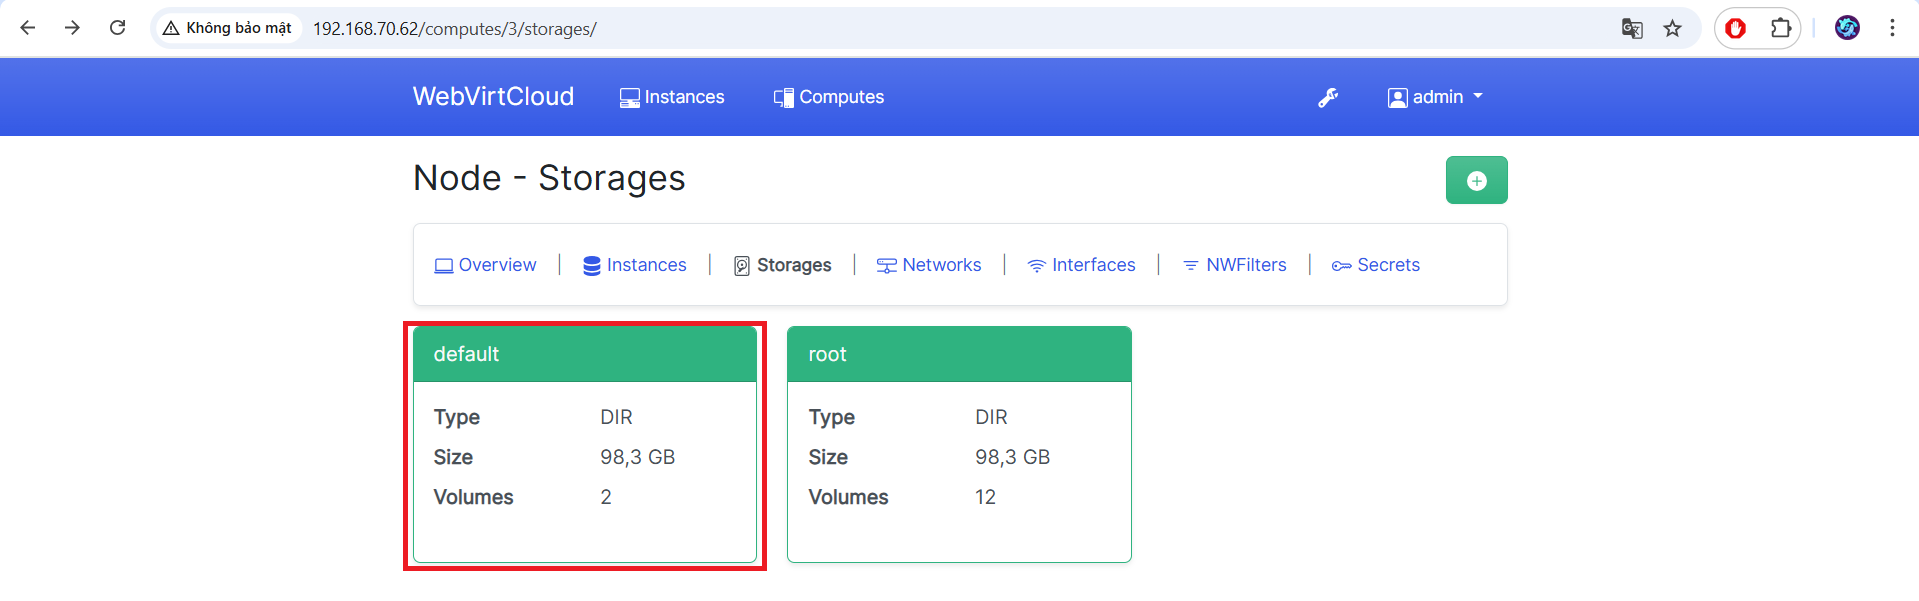 Không bảo mật 192.168.70.62/computes/3/storages/
WebVirtCloud Instances Computes admin
Node - Storages
Overview | Instances | Storages | Networks | Interfaces | NWFilters | Secrets
default
Type DIR
Size 98,3 GB
Volumes 2
root
Type DIR
Size 98,3 GB
Volumes 12